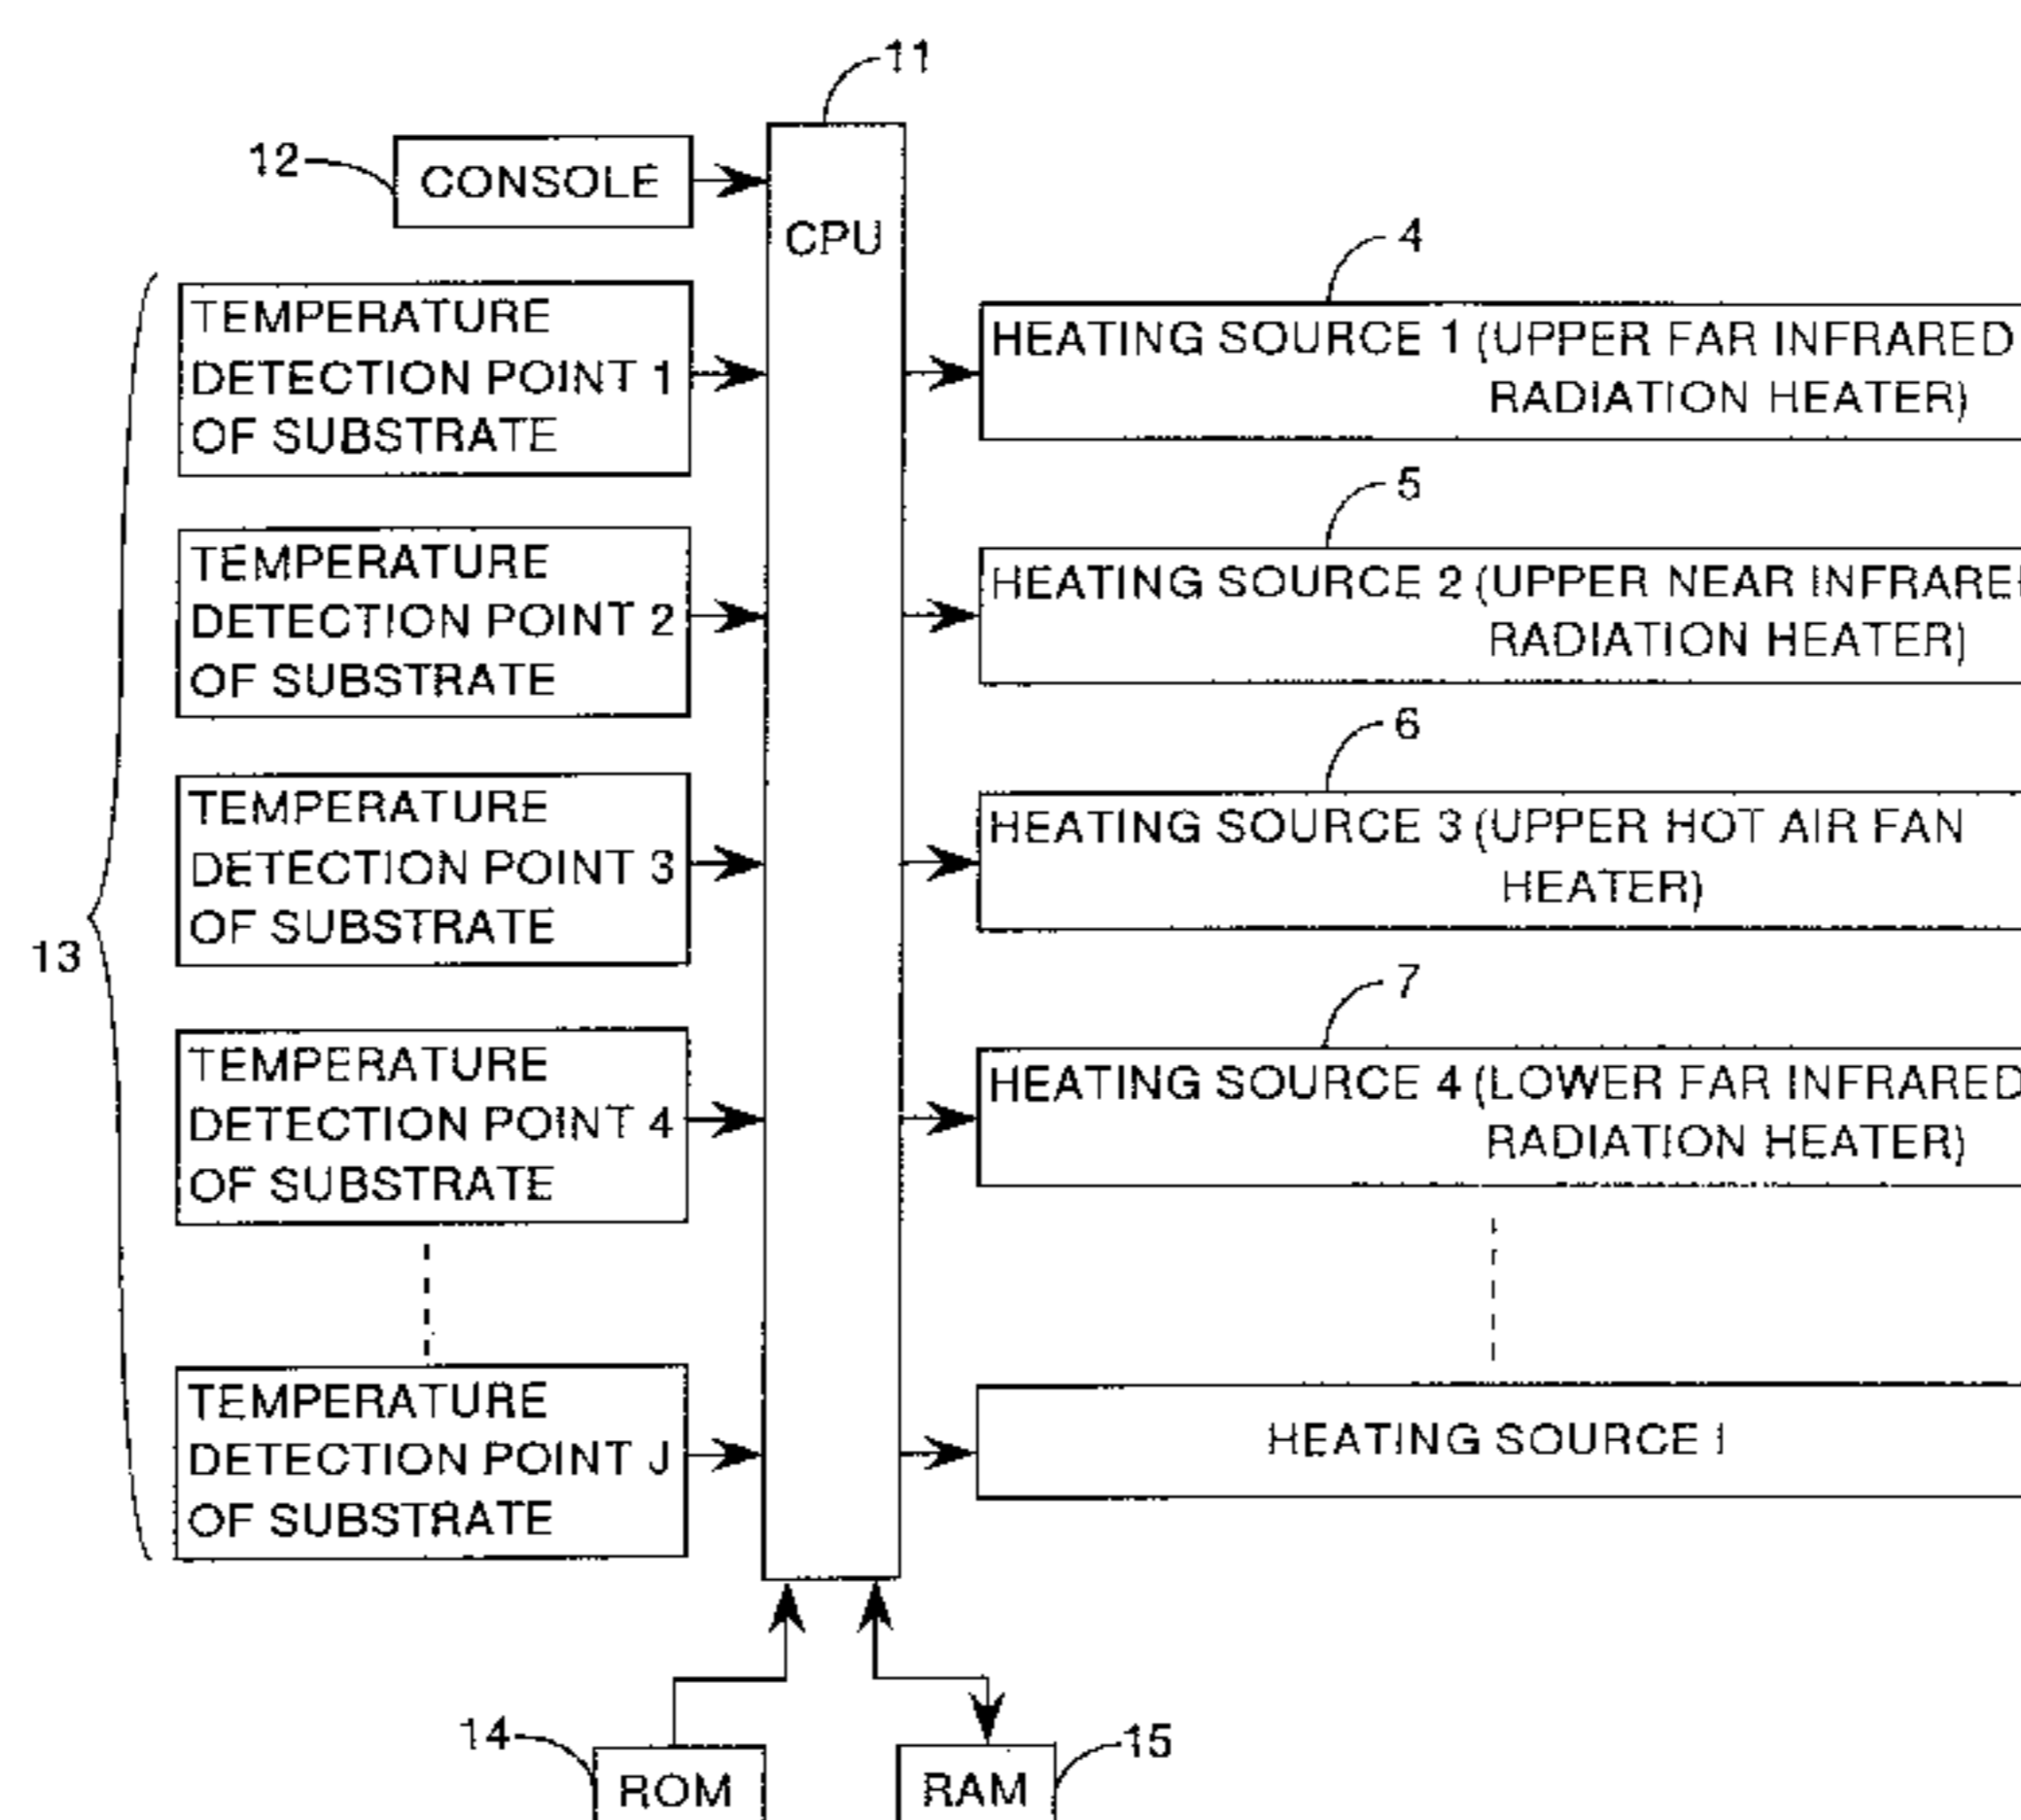 11
12
CONSOLE
CPU
13
TEMPERATURE
DETECTION POINT 1
OF SUBSTRATE
TEMPERATURE
DETECTION POINT 2
OF SUBSTRATE
TEMPERATURE
DETECTION POINT 3
OF SUBSTRATE
TEMPERATURE
DETECTION POINT 4
OF SUBSTRATE
TEMPERATURE
DETECTION POINT J
OF SUBSTRATE
4
HEATING SOURCE 1 (UPPER FAR INFRARED
RADIATION HEATER)
5
HEATING SOURCE 2 (UPPER NEAR INFRARE
RADIATION HEATER)
6
HEATING SOURCE 3 (UPPER HOT AIR FAN
HEATER)
7
HEATING SOURCE 4 (LOWER FAR INFRARED
RADIATION HEATER)
HEATING SOURCE I
14
ROM
RAM
15